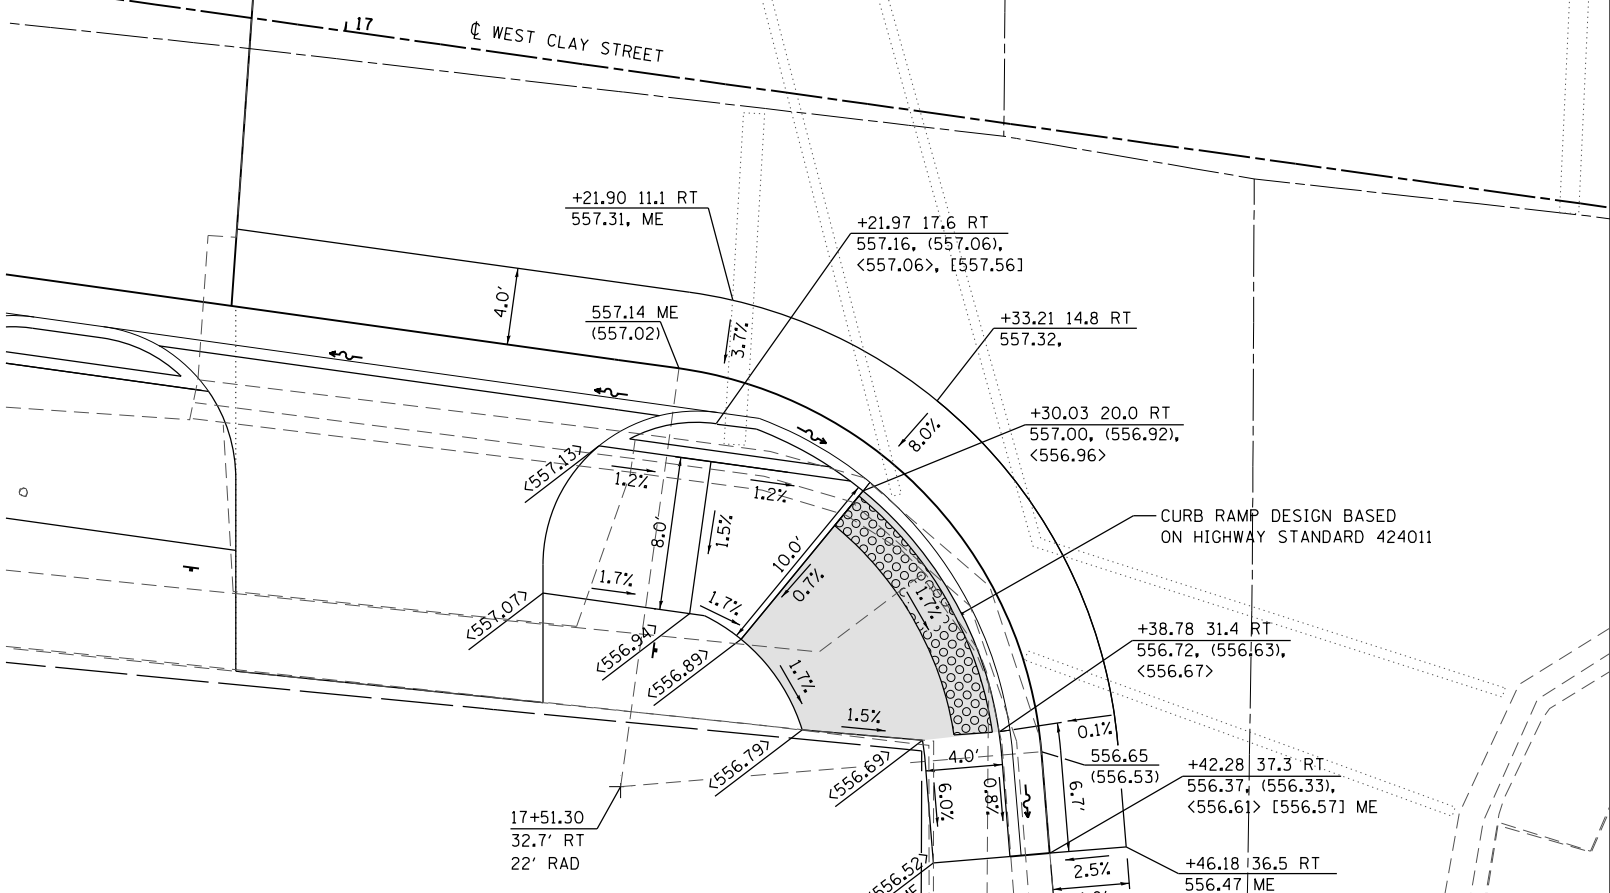 17
℄ WEST CLAY STREET
+21.90 11.1 RT
557.31, ME
+21.97 17.6 RT
557.16, (557.06),
<557.06>, [557.56]
4.0'
557.14 ME
(557.02)
3.7%
+33.21 14.8 RT
557.32,
+30.03 20.0 RT
557.00, (556.92),
<556.96>
8.0%
<557.13>
1.2%
1.2%
8.0'
1.5%
10.0'
0.7%
CURB RAMP DESIGN BASED
ON HIGHWAY STANDARD 424011
1.7%
1.7%
1.7%
<557.07>
<556.94>
<556.89>
+38.78 31.4 RT
556.72, (556.63),
<556.67>
1.7%
1.5%
0.1%
<556.79>
<556.69>
4.0'
556.65
(556.53)
6.0%
0.8%
6.7'
+42.28 37.3 RT
556.37, (556.33),
<556.61> [556.57] ME
17+51.30
32.7' RT
22' RAD
<556.52>
2.5%
+46.18 36.5 RT
556.47 ME